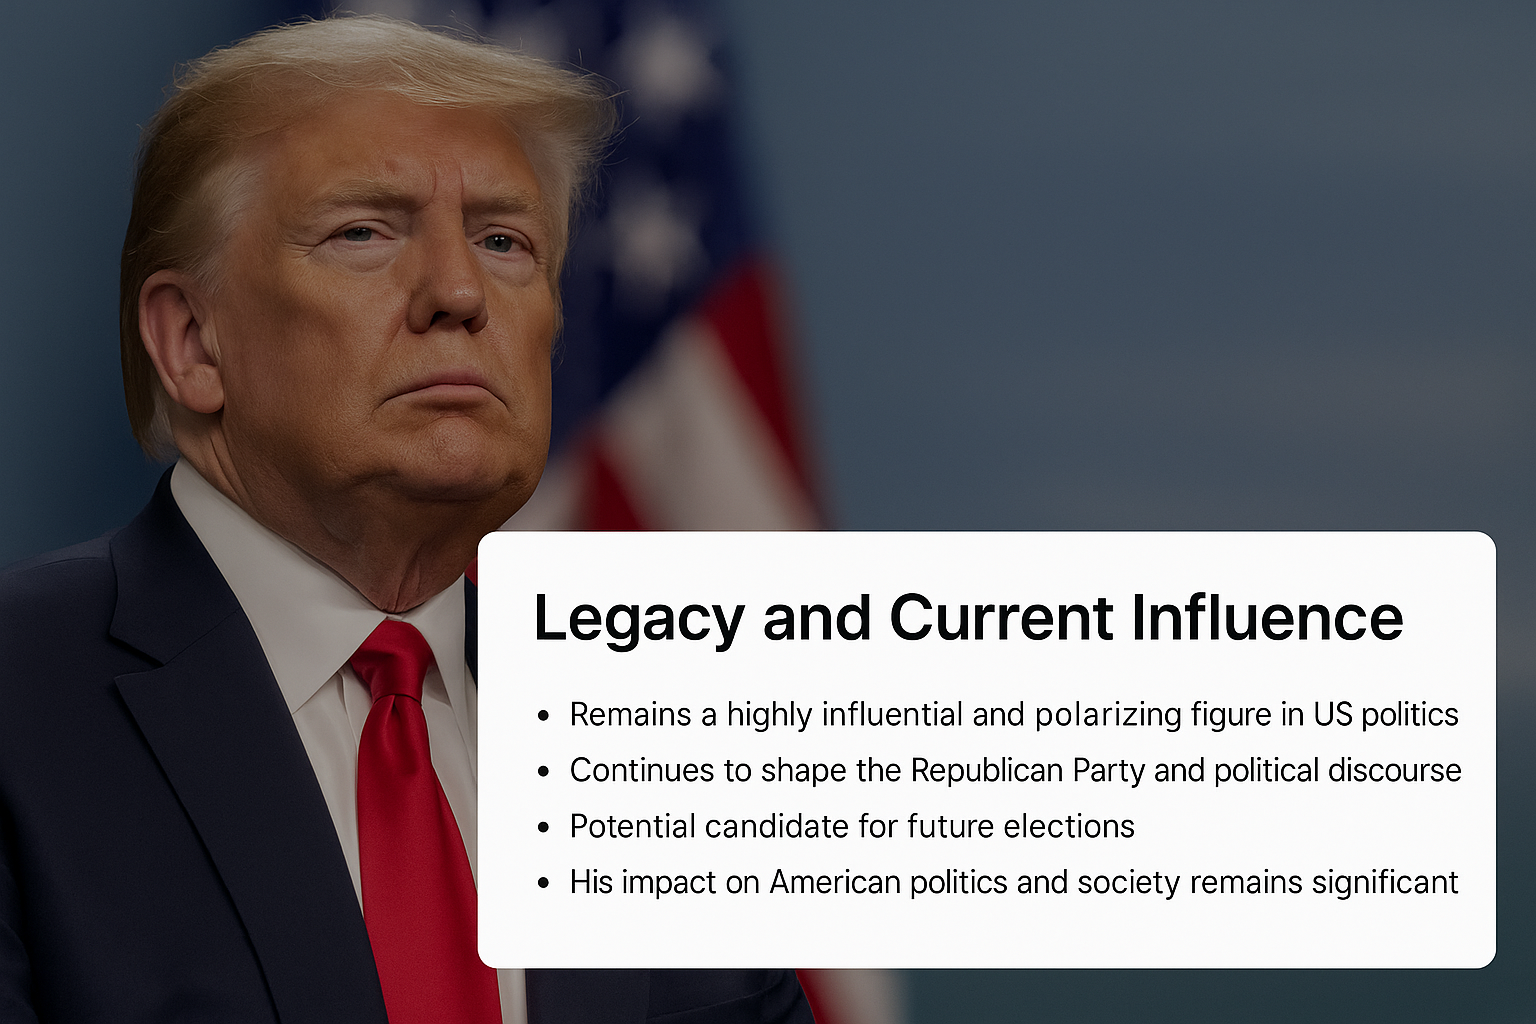 Legacy and Current Influence
• Remains a highly influential and polarizing figure in US politics
• Continues to shape the Republican Party and political discourse
• Potential candidate for future elections
• His impact on American politics and society remains significant